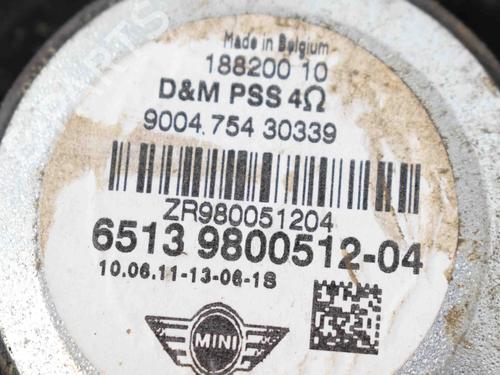 Made in Belgium
188200 10
D&M PSS 4Ω
9004.754 30339
ZR980051204
6513 9800512-04
10.06.11-13-06-1S
MINI